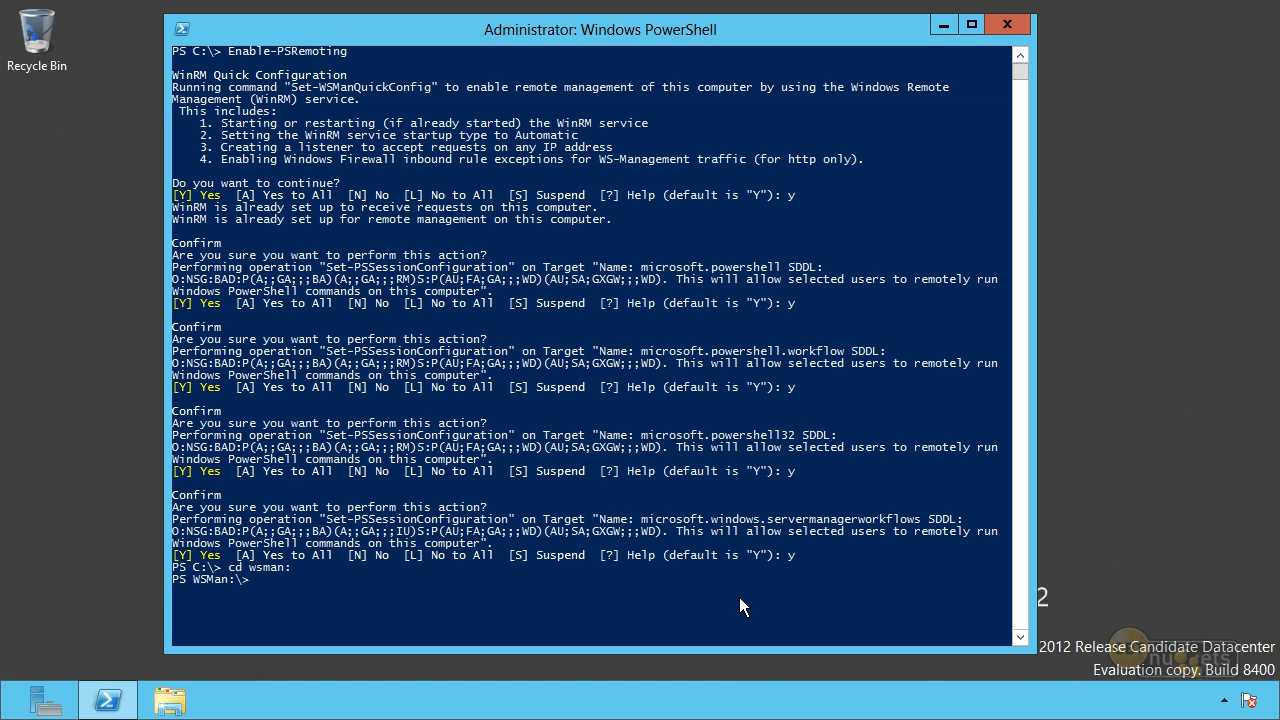 Recycle Bin
Administrator: Windows PowerShell
PS C:\> Enable-PSRemoting
WinRM Quick Configuration
Running command "Set-WSManQuickConfig" to enable remote management of this computer by using the Windows Remote
Management (WinRM) service.
This includes:
1. Starting or restarting (if already started) the WinRM service
2. Setting the WinRM service startup type to Automatic
3. Creating a listener to accept requests on any IP address
4. Enabling Windows Firewall inbound rule exceptions for WS-Management traffic (for http only).
Do you want to continue?
[Y] Yes  [A] Yes to All  [N] No  [L] No to All  [S] Suspend  [?] Help (default is "Y"): y
WinRM is already set up to receive requests on this computer.
WinRM is already set up for remote management on this computer.
Confirm
Are you sure you want to perform this action?
Performing operation "Set-PSSessionConfiguration" on Target "Name: microsoft.powershell SDDL:
O:NSG:BAD:P(A;;GA;;;BA)(A;;GA;;;RM)S:P(AU;FA;GA;;;WD)(AU;SA;GXGW;;;WD). This will allow selected users to remotely run
Windows PowerShell commands on this computer".
[Y] Yes  [A] Yes to All  [N] No  [L] No to All  [S] Suspend  [?] Help (default is "Y"): y
Confirm
Are you sure you want to perform this action?
Performing operation "Set-PSSessionConfiguration" on Target "Name: microsoft.powershell.workflow SDDL:
O:NSG:BAD:P(A;;GA;;;BA)(A;;GA;;;RM)S:P(AU;FA;GA;;;WD)(AU;SA;GXGW;;;WD). This will allow selected users to remotely run
Windows PowerShell commands on this computer".
[Y] Yes  [A] Yes to All  [N] No  [L] No to All  [S] Suspend  [?] Help (default is "Y"): y
Confirm
Are you sure you want to perform this action?
Performing operation "Set-PSSessionConfiguration" on Target "Name: microsoft.powershell32 SDDL:
O:NSG:BAD:P(A;;GA;;;BA)(A;;GA;;;RM)S:P(AU;FA;GA;;;WD)(AU;SA;GXGW;;;WD). This will allow selected users to remotely run
Windows PowerShell commands on this computer".
[Y] Yes  [A] Yes to All  [N] No  [L] No to All  [S] Suspend  [?] Help (default is "Y"): y
Confirm
Are you sure you want to perform this action?
Performing operation "Set-PSSessionConfiguration" on Target "Name: microsoft.windows.servermanagerworkflows SDDL:
O:NSG:BAD:P(A;;GA;;;BA)(A;;GA;;;IU)S:P(AU;FA;GA;;;WD)(AU;SA;GXGW;;;WD). This will allow selected users to remotely run
Windows PowerShell commands on this computer".
[Y] Yes  [A] Yes to All  [N] No  [L] No to All  [S] Suspend  [?] Help (default is "Y"): y
PS C:\> cd wsman:
PS WSMan:\>
2
2012 Release Candidate Datacenter
Evaluation copy. Build 8400
nuggets